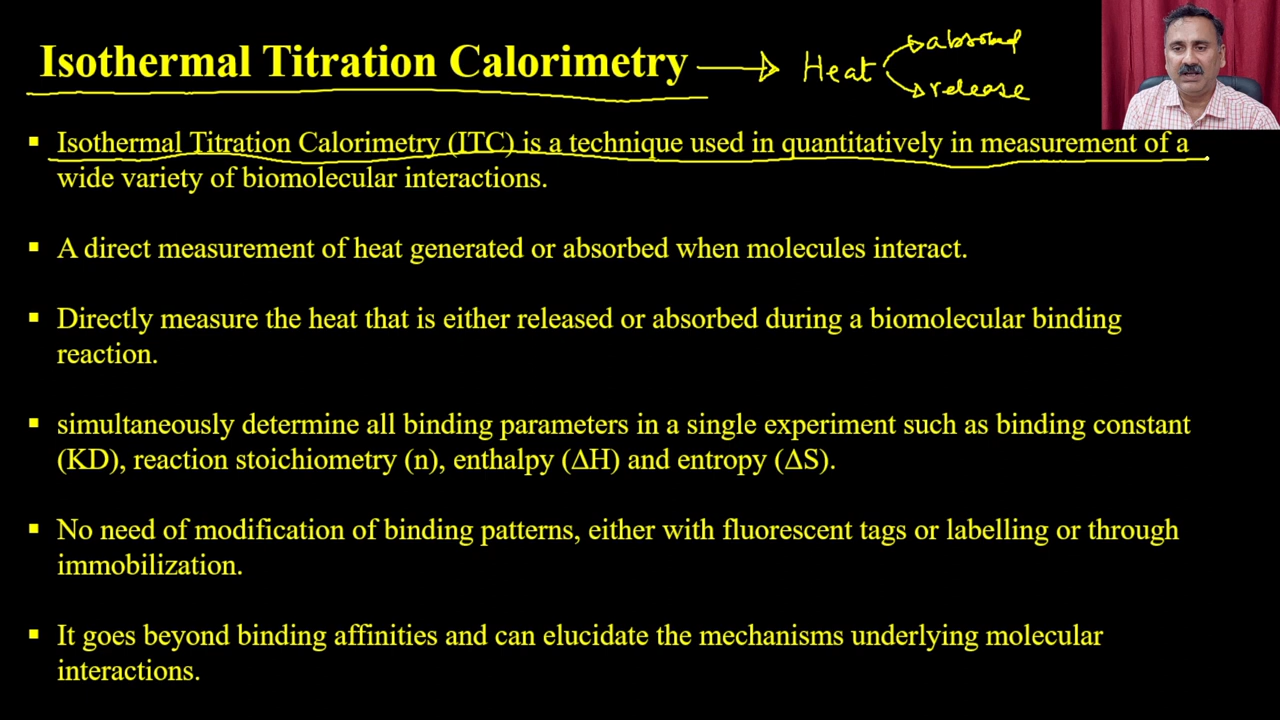 Isothermal Titration Calorimetry → Heat
absorbed
release
▪ Isothermal Titration Calorimetry (ITC) is a technique used in quantitatively in measurement of a
wide variety of biomolecular interactions.
▪ A direct measurement of heat generated or absorbed when molecules interact.
▪ Directly measure the heat that is either released or absorbed during a biomolecular binding
reaction.
▪ simultaneously determine all binding parameters in a single experiment such as binding constant
(KD), reaction stoichiometry (n), enthalpy (ΔH) and entropy (ΔS).
▪ No need of modification of binding patterns, either with fluorescent tags or labelling or through
immobilization.
▪ It goes beyond binding affinities and can elucidate the mechanisms underlying molecular
interactions.